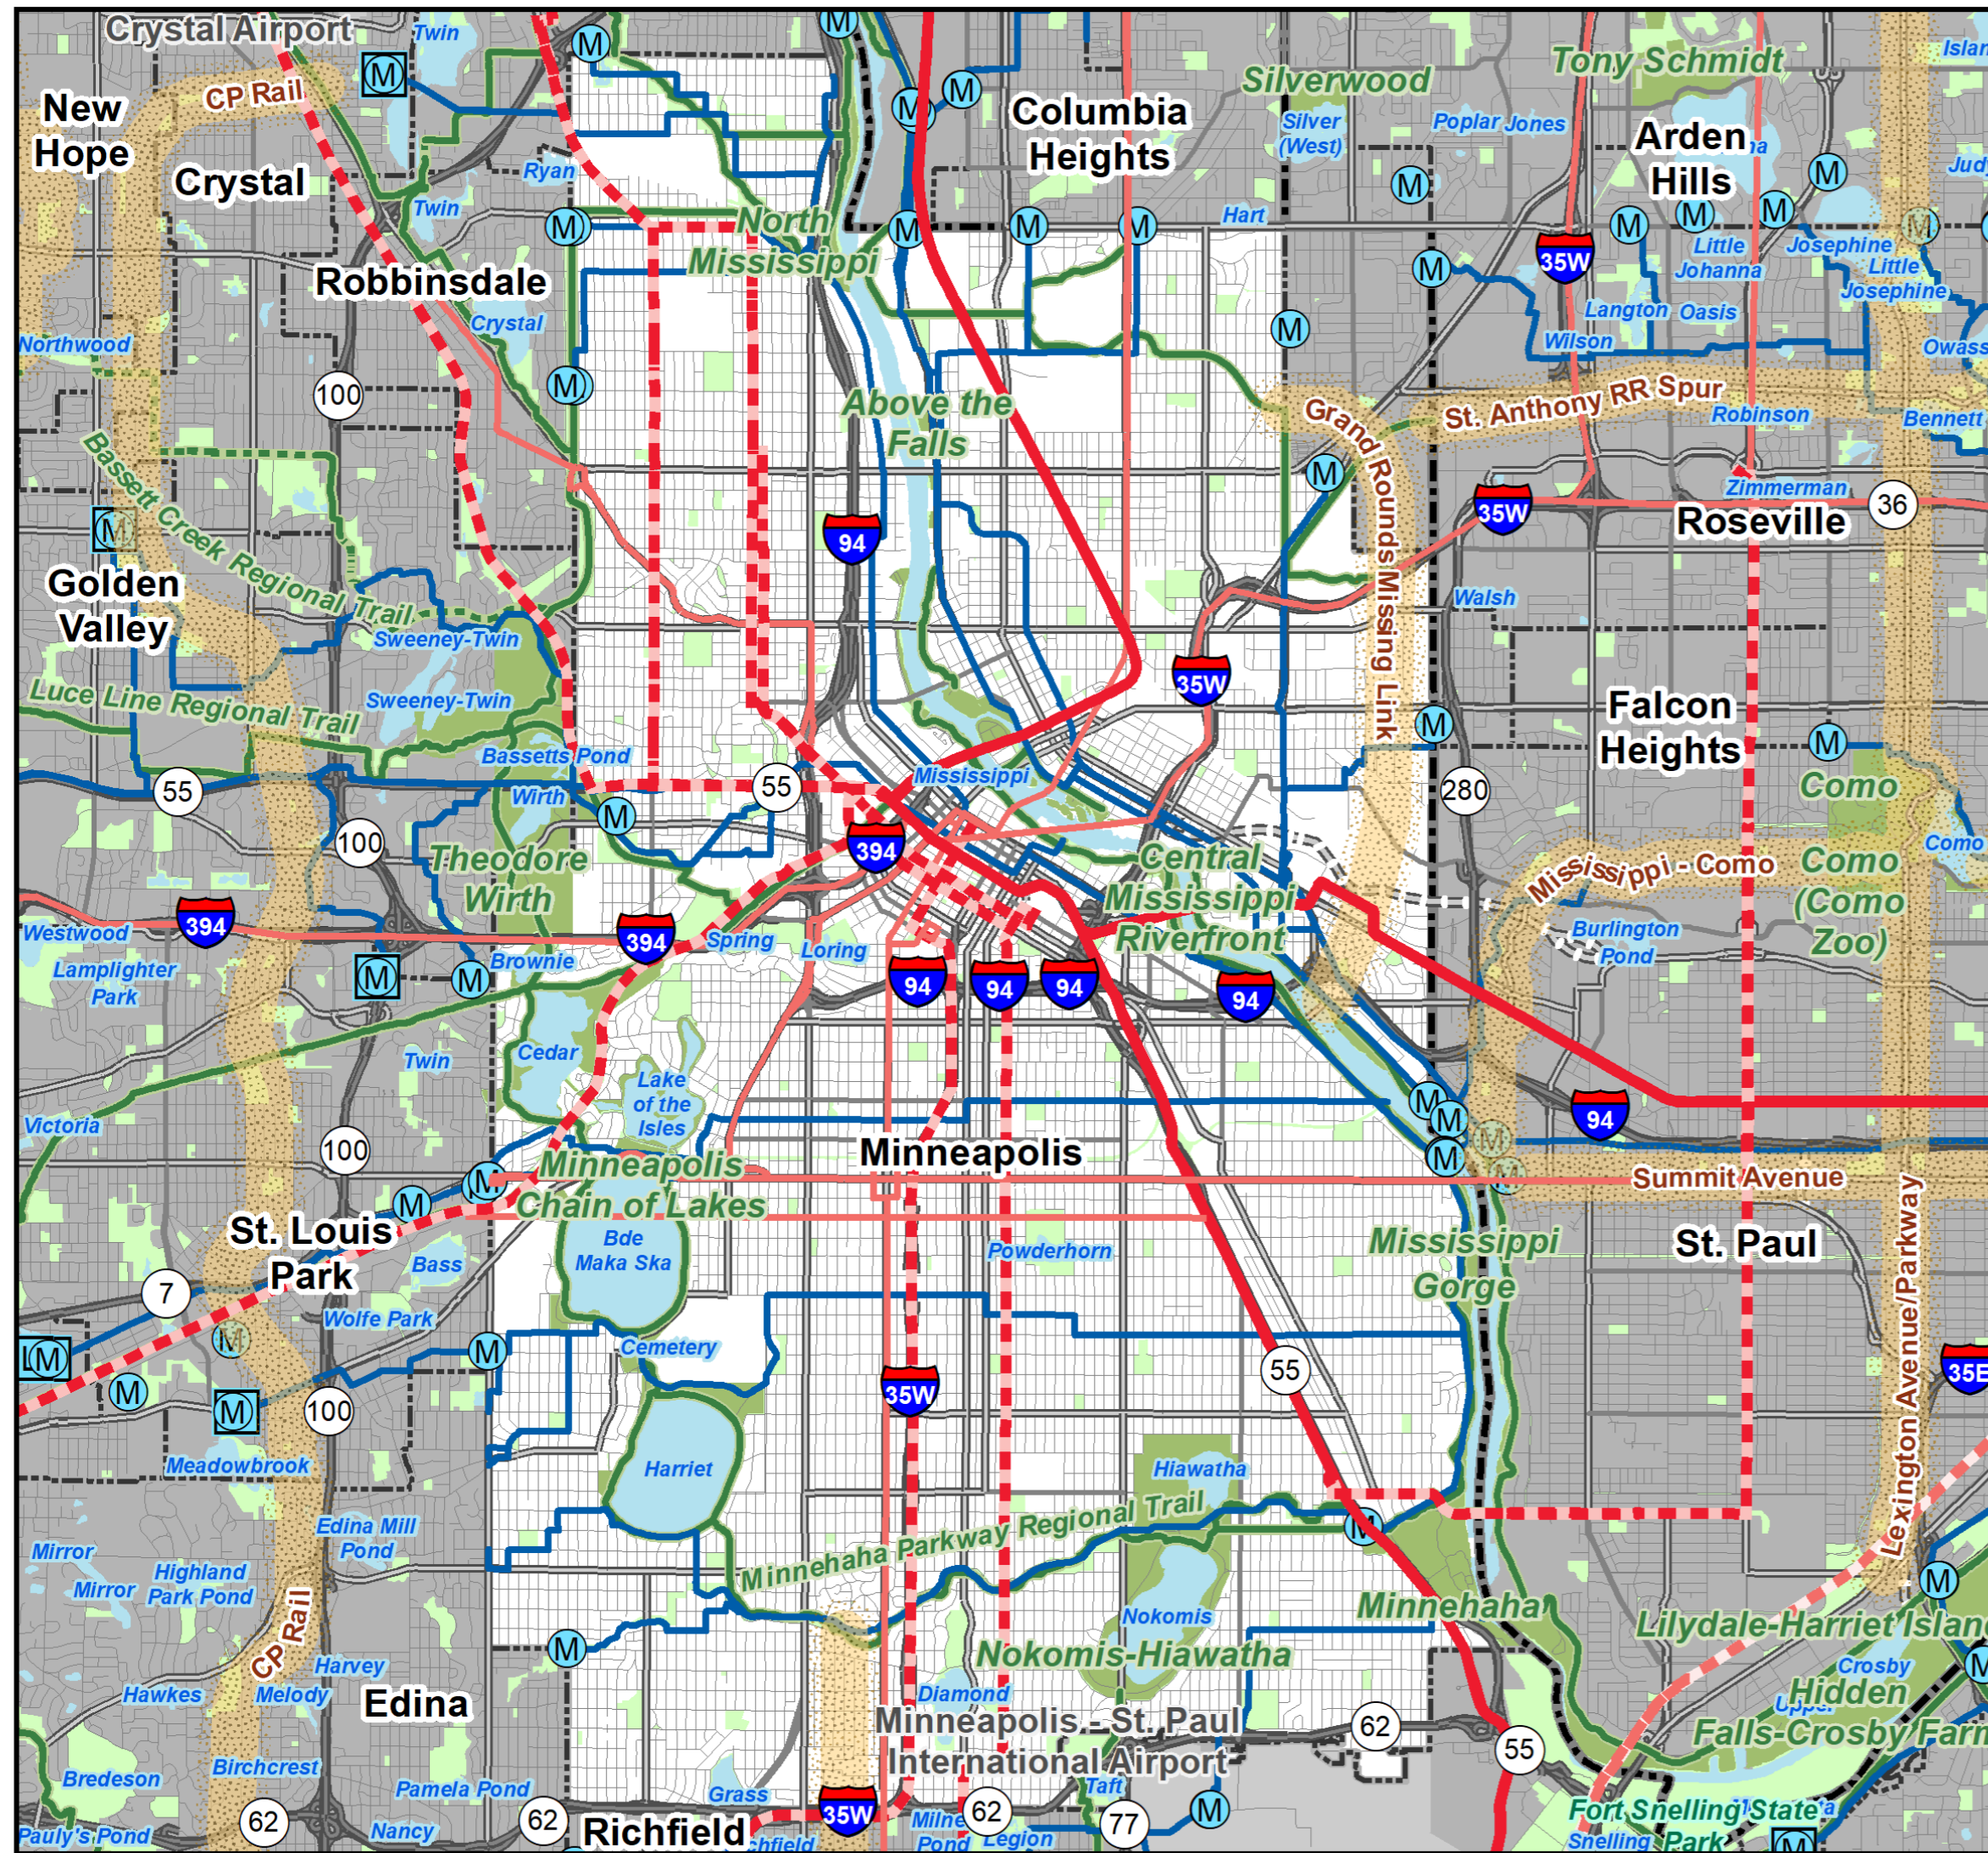 Crystal Airport
Twin
M
M
M
Silverwood
Tony Schmidt
CP Rail
M
M
New
Hope
Columbia
Heights
Silver
(West)
Poplar
Jones
Arden
Hills
Crystal
Ryan
Twin
M
M
M
M
North
Mississippi
M
M
M
M
Hart
M
35W
M
Little
Johanna
Josephine
Little
Josephine
M
Robbinsdale
Crystal
M
Langton
Oasis
Northwood
Wilson
M
100
M
Above the
Falls
Grand Rounds Missing Link
St. Anthony RR Spur
Robinson
Bennett
Bassett Creek Regional Trail
M
94
35W
Zimmerman
36
Roseville
M
Golden
Valley
Walsh
Sweeney-Twin
Sweeney-Twin
Luce Line Regional Trail
35W
Falcon
Heights
M
M
Bassetts Pond
Mississippi
55
Wirth
55
M
280
Como
100
394
Theodore
Wirth
Central
Mississippi
Riverfront
Mississippi - Como
Como
(Como
Zoo)
Como
Westwood
394
394
Spring
Loring
Burlington
Pond
Lamplighter
Park
M
M
Brownie
94
94
94
94
Cedar
Twin
Lake
of the
Isles
Victoria
M
M
M
M
M
94
100
Minneapolis
Minneapolis
Chain of Lakes
M
M
Summit Avenue
St. Louis
Park
Bass
Bde
Maka Ska
Powderhorn
Mississippi
Gorge
St. Paul
Lexington Avenue/Parkway
7
Wolfe Park
M
M
M
M
M
100
Cemetery
35W
55
Meadowbrook
Harriet
Hiawatha
Minnehaha Parkway Regional Trail
Edina Mill
Pond
M
Mirror
Mirror
Highland
Park Pond
M
CP Rail
Nokomis
Minnehaha
Nokomis-Hiawatha
M
Harvey
Hawkes
Melody
Edina
Diamond
Crosby
Hidden
Falls-Crosby
Minneapolis - St. Paul
International Airport
62
55
Birchcrest
Bredeson
Pamela Pond
Grass
Taft
62
62
35W
62
77
M
Pauly's Pond
Nancy
Richfield
Milne
Pond
Legion
Fort Snelling State
Park
Snelling
M